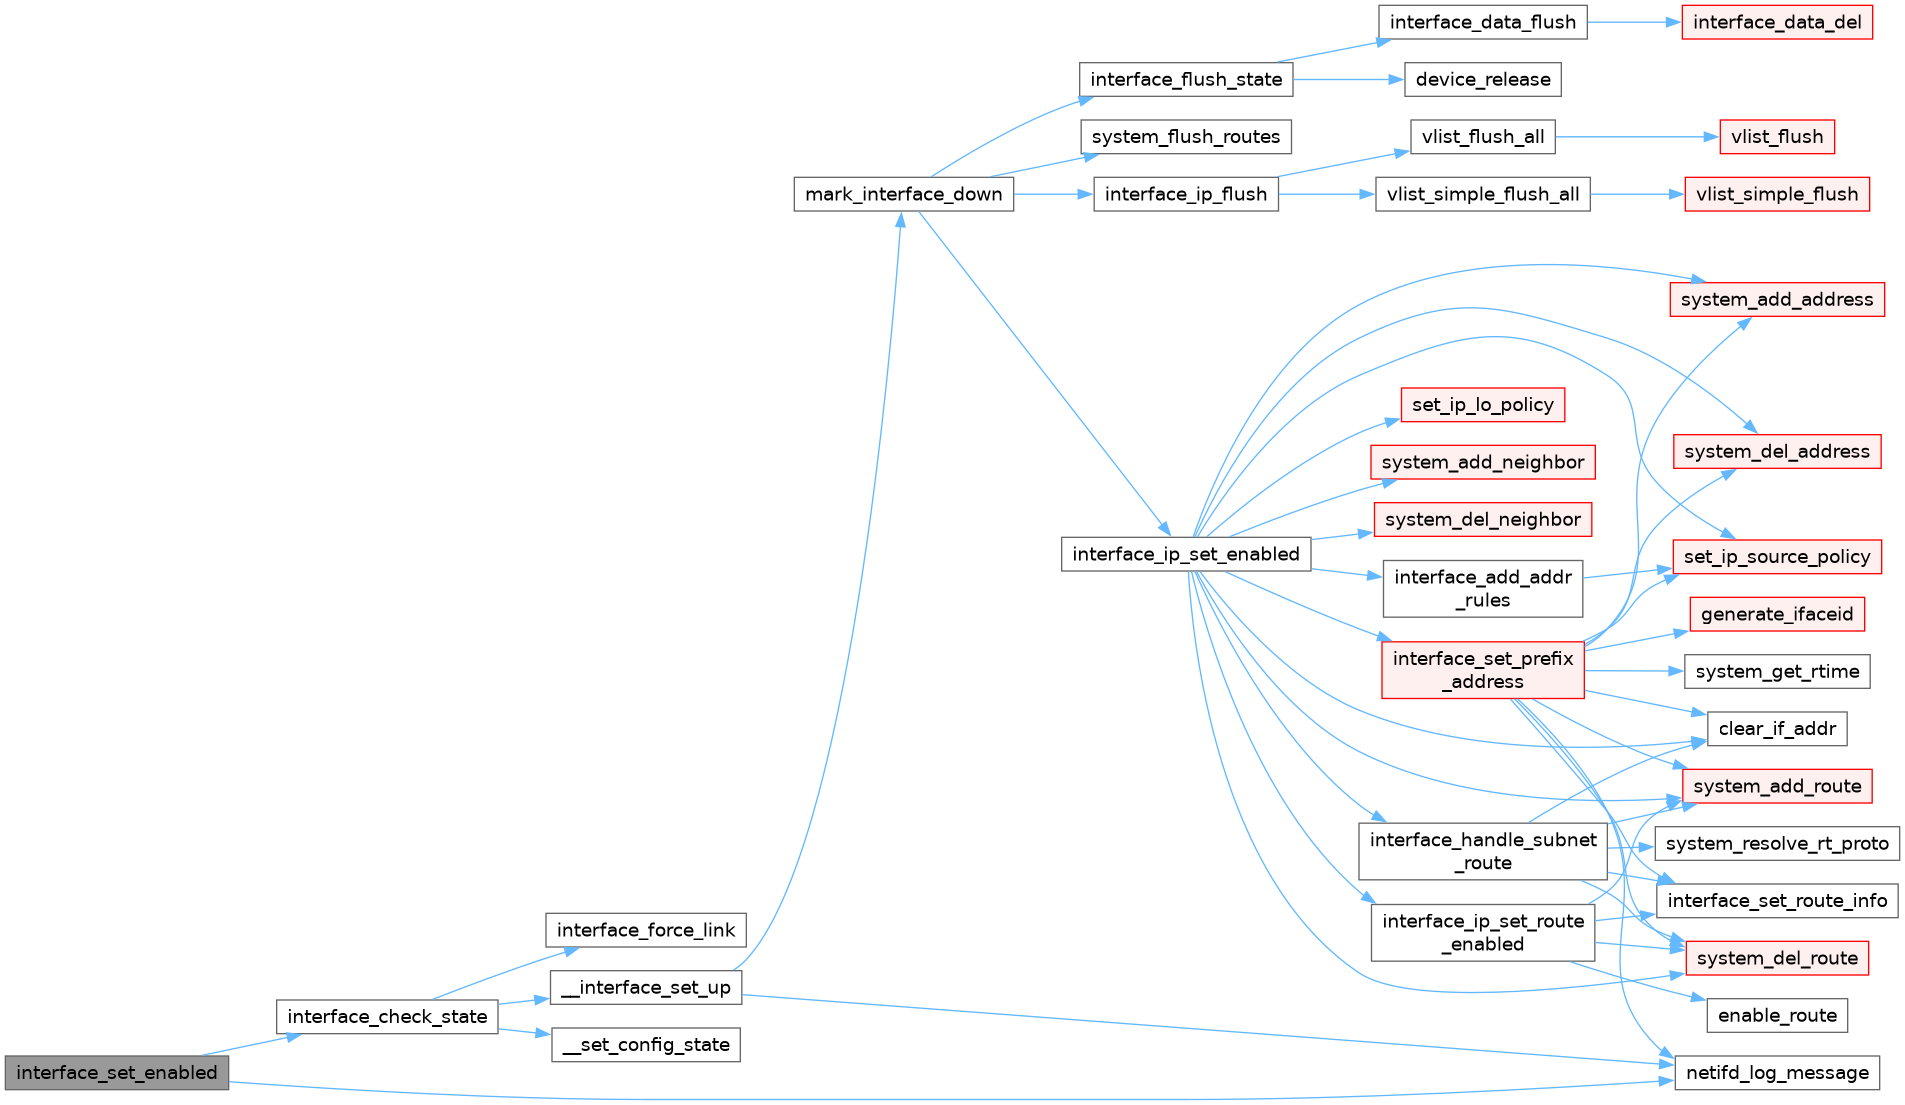 interface_data_flush
interface_data_del
interface_flush_state
device_release
system_flush_routes
vlist_flush_all
vlist_flush
mark_interface_down
interface_ip_flush
vlist_simple_flush_all
vlist_simple_flush
system_add_address
set_ip_lo_policy
system_add_neighbor
system_del_address
system_del_neighbor
interface_ip_set_enabled
set_ip_source_policy
interface_add_addr
_rules
generate_ifaceid
interface_set_prefix
_address
system_get_rtime
clear_if_addr
system_add_route
interface_handle_subnet
_route
system_resolve_rt_proto
interface_set_route_info
interface_ip_set_route
_enabled
interface_force_link
system_del_route
__interface_set_up
interface_check_state
enable_route
__set_config_state
interface_set_enabled
netifd_log_message